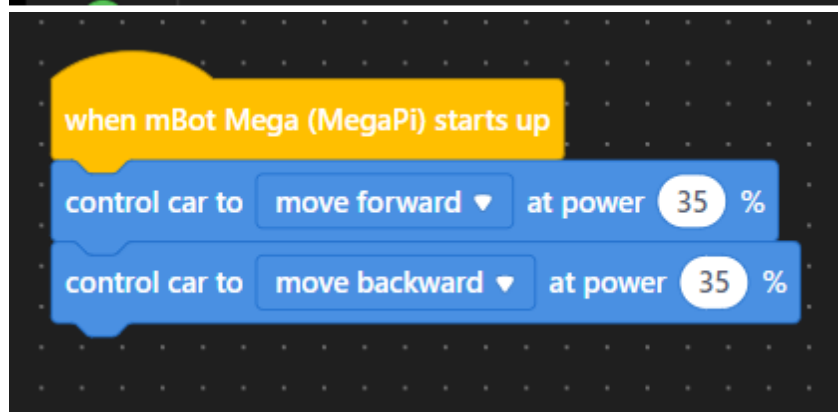 when mBot Mega (MegaPi) starts up
control car to move forward at power 35 %
control car to move backward at power 35 %